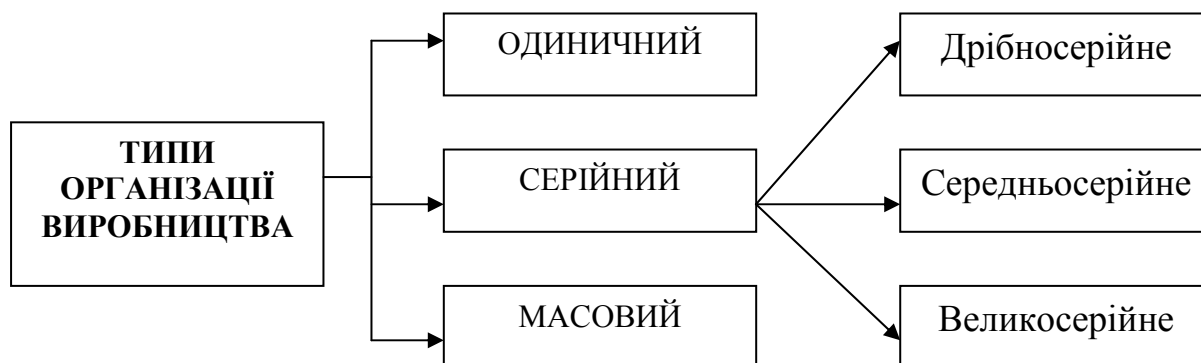 ТИПИ
ОРГАНІЗАЦІЇ
ВИРОБНИЦТВА
ОДИНИЧНИЙ
СЕРІЙНИЙ
МАСОВИЙ
Дрібносерійне
Середньосерійне
Великосерійне